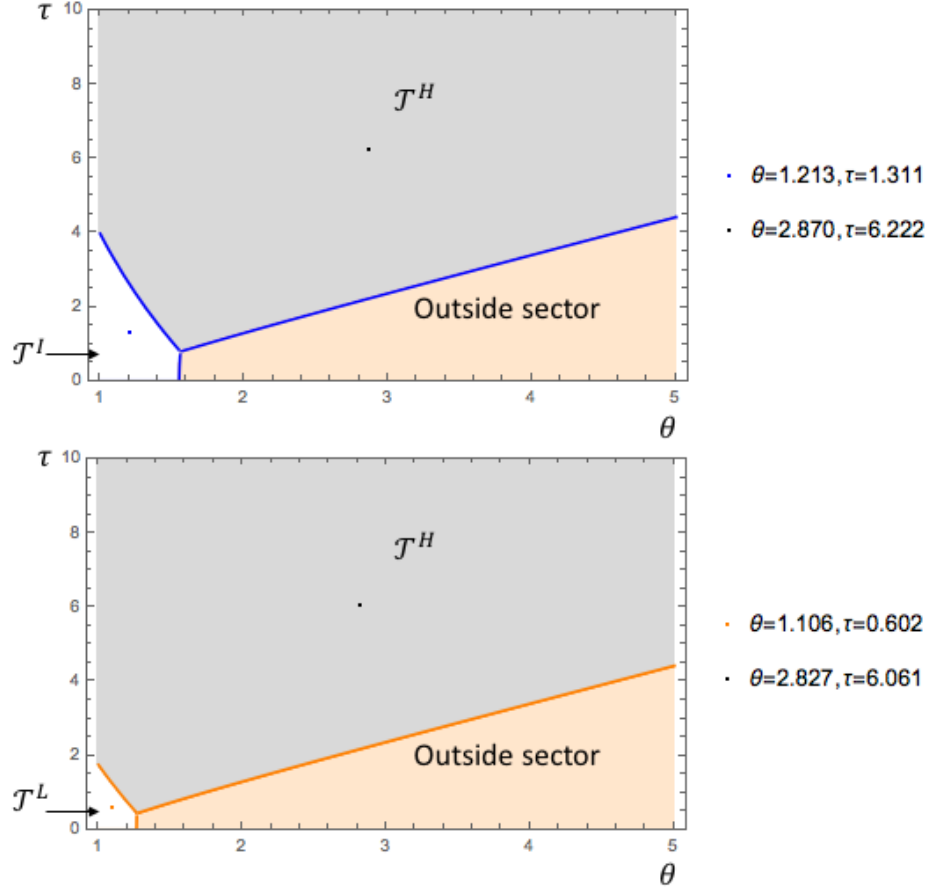 τ 10
8
𝒯^H
6
θ=1.213,τ=1.311
4
θ=2.870,τ=6.222
2
Outside sector
𝒯^I
0
1 2 3 4 5
θ
τ 10
8
𝒯^H
6
θ=1.106,τ=0.602
4
θ=2.827,τ=6.061
2
Outside sector
𝒯^L
0
1 2 3 4 5
θ